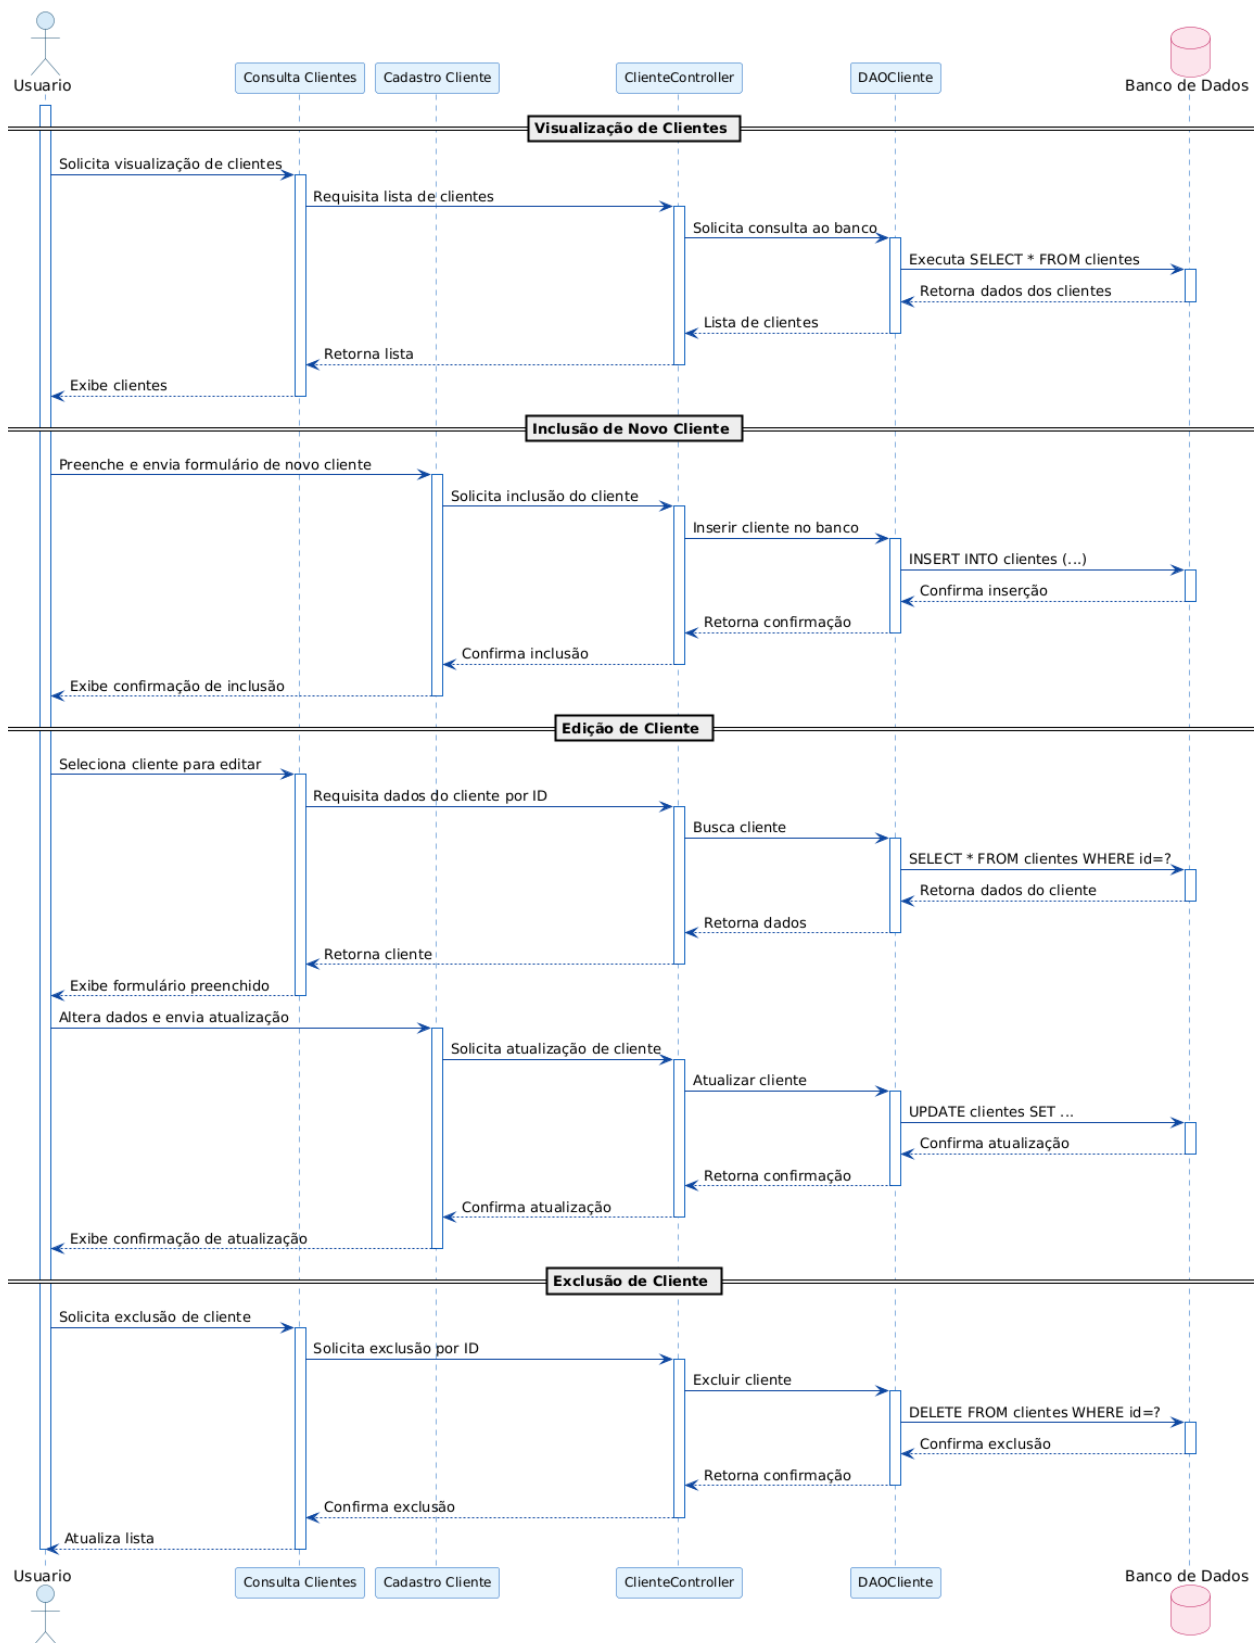 Usuario
Consulta Clientes
Cadastro Cliente
ClienteController
DAOCliente
Banco de Dados
Visualização de Clientes
Solicita visualização de clientes
Requisita lista de clientes
Solicita consulta ao banco
Executa SELECT * FROM clientes
Retorna dados dos clientes
Lista de clientes
Retorna lista
Exibe clientes
Inclusão de Novo Cliente
Preenche e envia formulário de novo cliente
Solicita inclusão do cliente
Inserir cliente no banco
INSERT INTO clientes (...)
Confirma inserção
Retorna confirmação
Confirma inclusão
Exibe confirmação de inclusão
Edição de Cliente
Seleciona cliente para editar
Requisita dados do cliente por ID
Busca cliente
SELECT * FROM clientes WHERE id=?
Retorna dados do cliente
Retorna dados
Retorna cliente
Exibe formulário preenchido
Altera dados e envia atualização
Solicita atualização de cliente
Atualizar cliente
UPDATE clientes SET ...
Confirma atualização
Retorna confirmação
Confirma atualização
Exibe confirmação de atualização
Exclusão de Cliente
Solicita exclusão de cliente
Solicita exclusão por ID
Excluir cliente
DELETE FROM clientes WHERE id=?
Confirma exclusão
Retorna confirmação
Confirma exclusão
Atualiza lista
Usuario
Consulta Clientes
Cadastro Cliente
ClienteController
DAOCliente
Banco de Dados